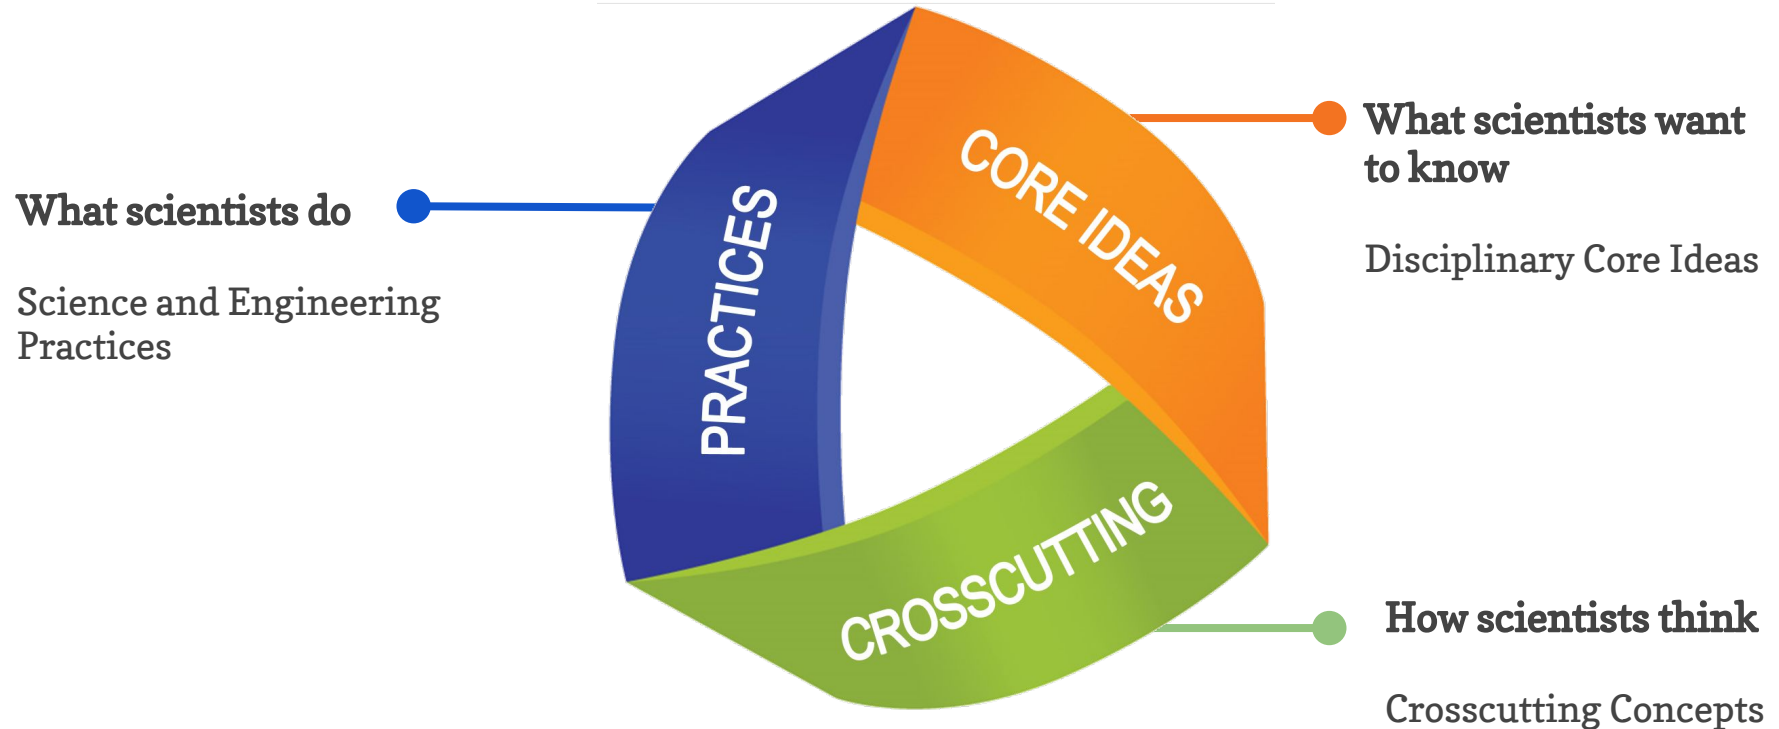 What scientists do
Science and Engineering
Practices
PRACTICES
CORE IDEAS
CROSSCUTTING
What scientists want
to know
Disciplinary Core Ideas
How scientists think
Crosscutting Concepts